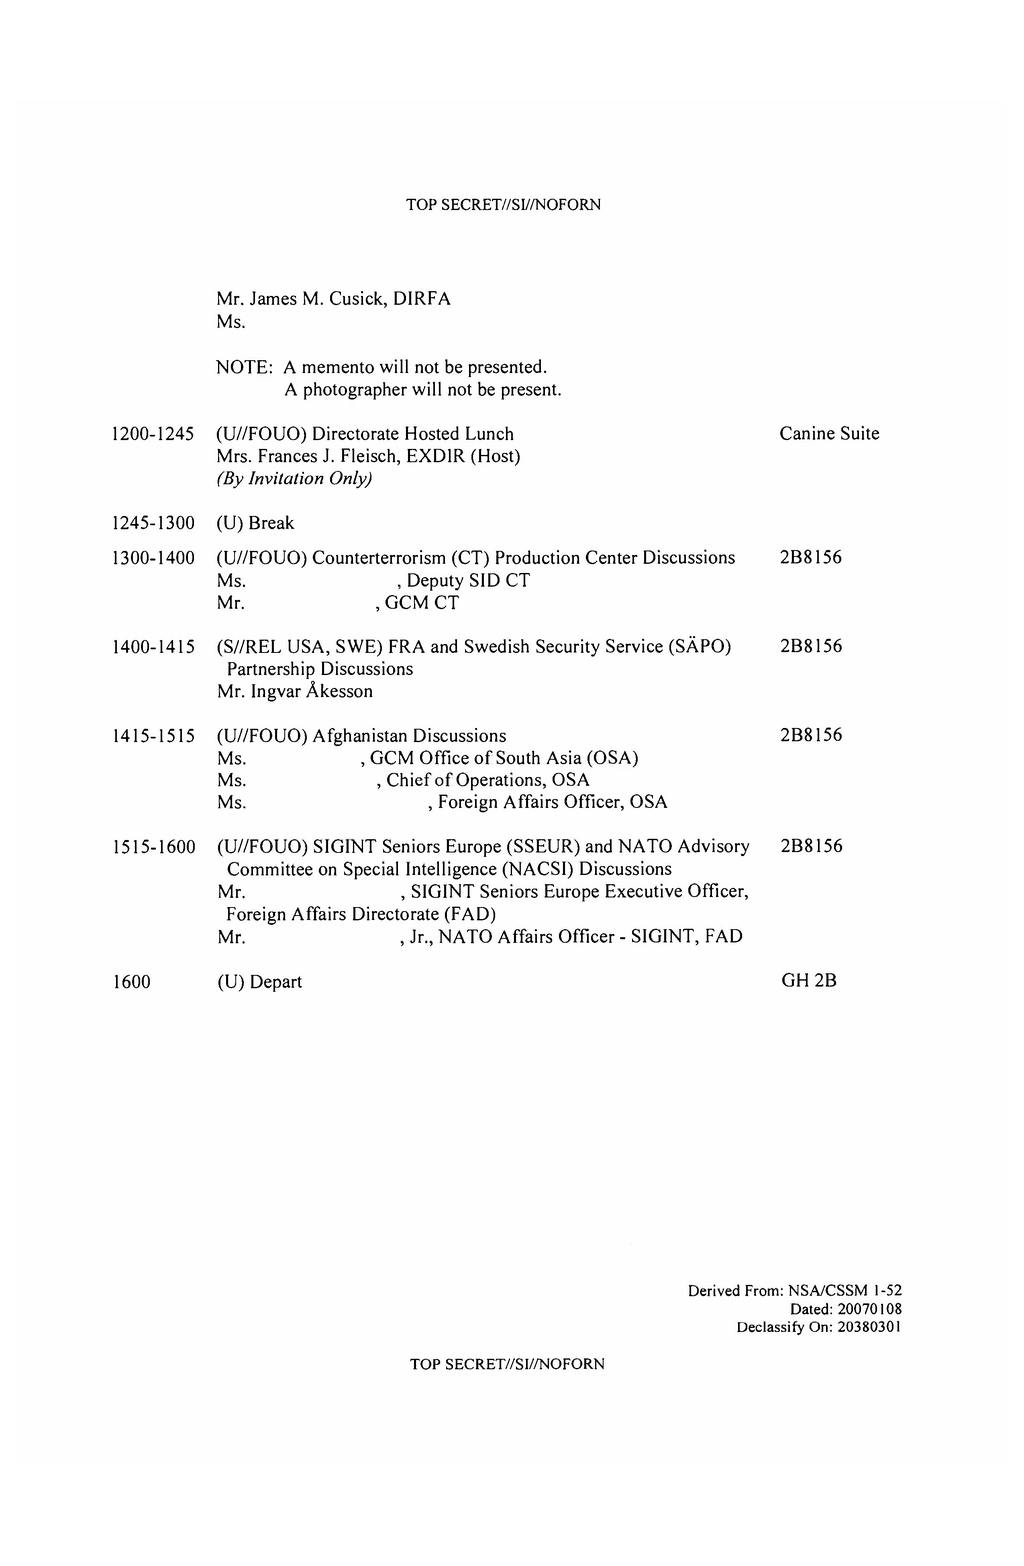 TOP SECRET//SI//NOFORN
Mr. James M. Cusick, DIRFA
Ms.
NOTE: A memento will not be presented.
A photographer will not be present.
1200-1245 (U//FOUO) Directorate Hosted Lunch Canine Suite
Mrs. Frances J. Fleisch, EXDIR (Host)
(By Invitation Only)
1245-1300 (U) Break
1300-1400 (U//FOUO) Counterterrorism (CT) Production Center Discussions 2B8156
Ms. , Deputy SID CT
Mr. , GCM CT
1400-1415 (S//REL USA, SWE) FRA and Swedish Security Service (SÄPO) 2B8156
Partnership Discussions
Mr. Ingvar Åkesson
1415-1515 (U//FOUO) Afghanistan Discussions 2B8156
Ms. , GCM Office of South Asia (OSA)
Ms. , Chief of Operations, OSA
Ms. , Foreign Affairs Officer, OSA
1515-1600 (U//FOUO) SIGINT Seniors Europe (SSEUR) and NATO Advisory 2B8156
Committee on Special Intelligence (NACSI) Discussions
Mr. , SIGINT Seniors Europe Executive Officer,
Foreign Affairs Directorate (FAD)
Mr. , Jr., NATO Affairs Officer - SIGINT, FAD
1600 (U) Depart GH 2B
Derived From: NSA/CSSM 1-52
Dated: 20070108
Declassify On: 20380301
TOP SECRET//SI//NOFORN